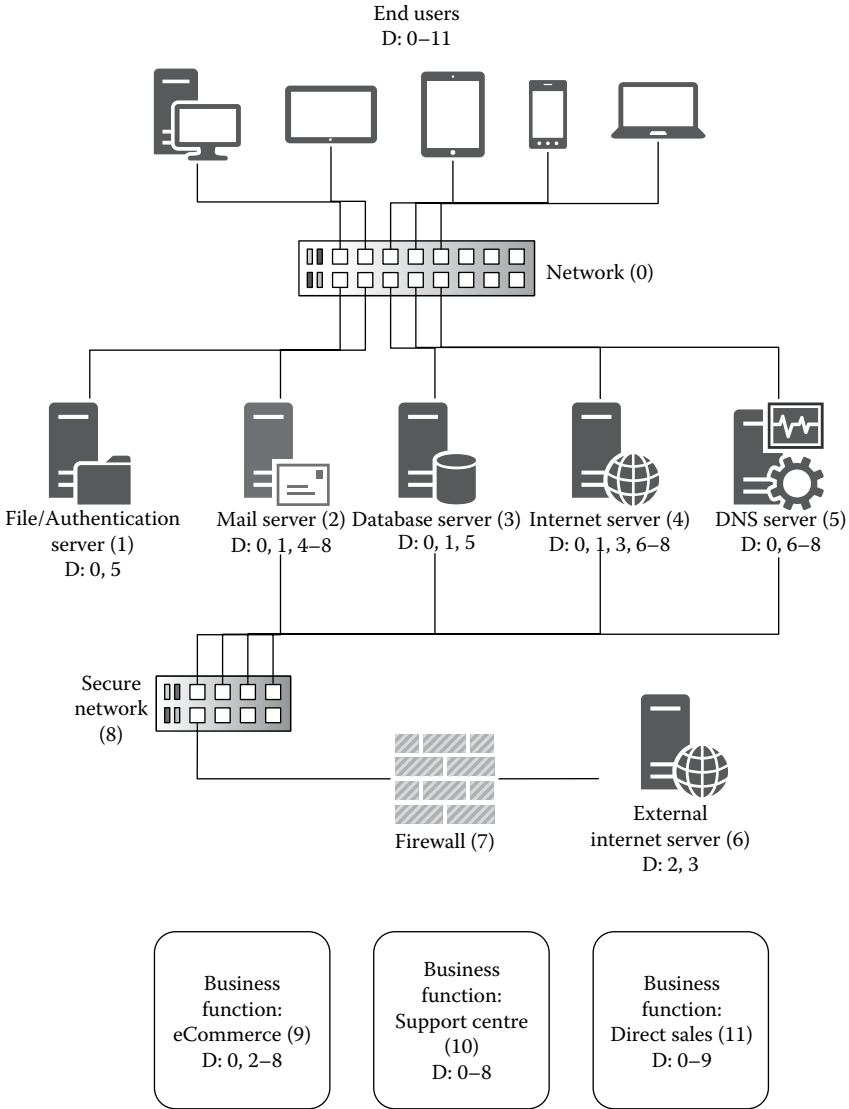 End users
D: 0–11
Network (0)
File/Authentication
server (1)
D: 0, 5
Mail server (2)
D: 0, 1, 4–8
Database server (3)
D: 0, 1, 5
Internet server (4)
D: 0, 1, 3, 6–8
DNS server (5)
D: 0, 6–8
Secure
network
(8)
Firewall (7)
External
internet server (6)
D: 2, 3
Business
function:
eCommerce (9)
D: 0, 2–8
Business
function:
Support centre
(10)
D: 0–8
Business
function:
Direct sales (11)
D: 0–9